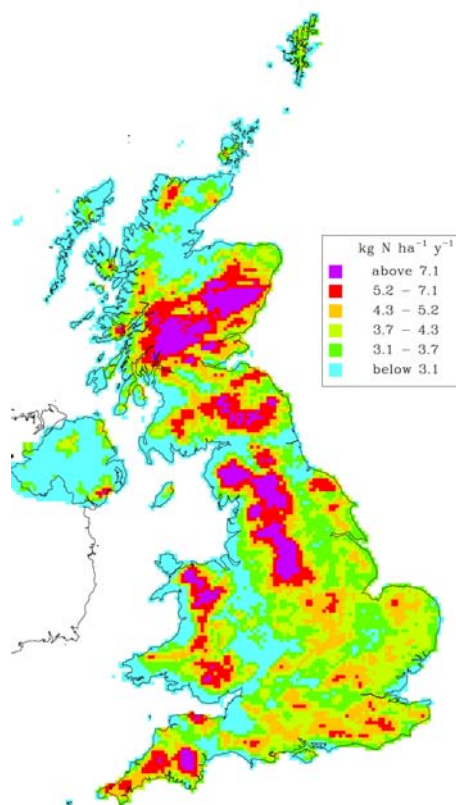 kg N ha⁻¹ y⁻¹
above 7.1
5.2 – 7.1
4.3 – 5.2
3.7 – 4.3
3.1 – 3.7
below 3.1